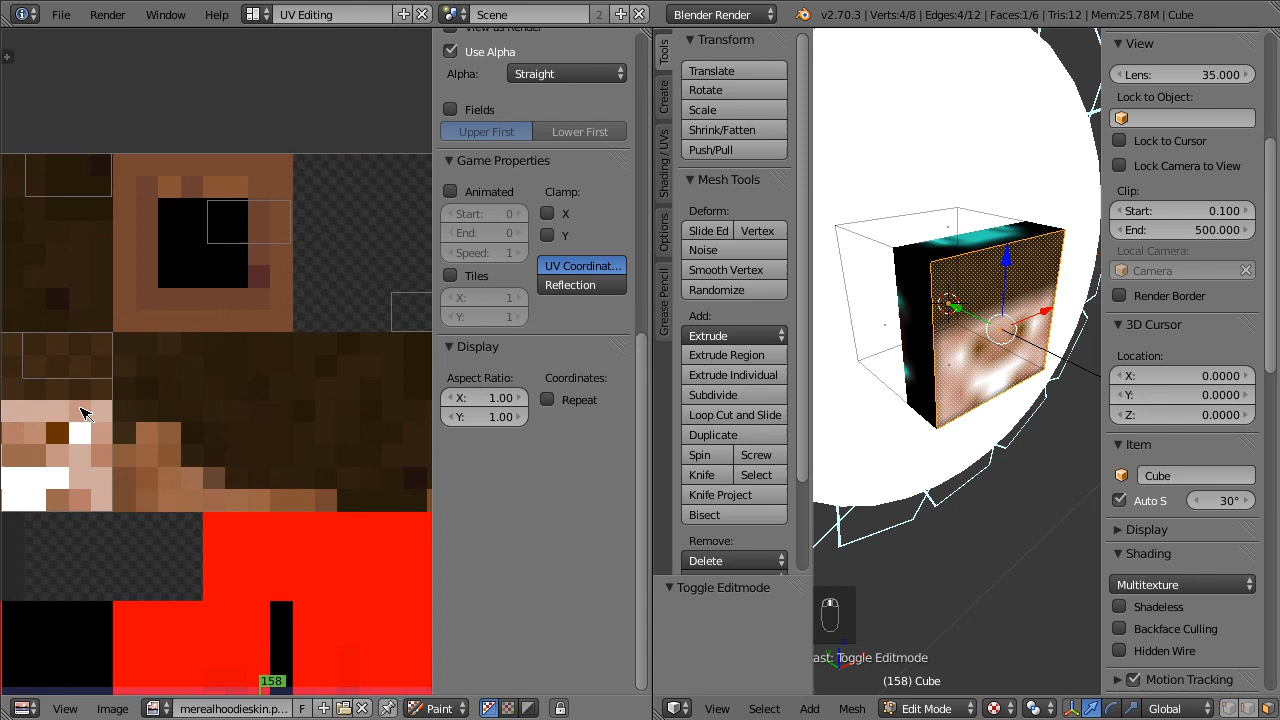 File Render Window Help UV Editing Scene 2 Blender Render v2.70.3 | Verts:4/8 | Edges:4/12 | Faces:1/6 | Tris:12 | Mem:25.78M | Cube
Use Alpha
Alpha: Straight
Fields
Upper First Lower First
Game Properties
Animated Clamp:
Start: 0 X
End: 0 Y
Speed: 1
Tiles
UV Coordinat...
Reflection
X: 1
Y: 1
Display
Aspect Ratio: Coordinates:
X: 1.00 Repeat
Y: 1.00
158
View Image merealhoodieskin.p... F Paint
Tools
Create
Shading / UVs
Options
Grease Pencil
Transform
Translate
Rotate
Scale
Shrink/Fatten
Push/Pull
Mesh Tools
Deform:
Slide Ed Vertex
Noise
Smooth Vertex
Randomize
Add:
Extrude
Extrude Region
Extrude Individual
Subdivide
Loop Cut and Slide
Duplicate
Spin Screw
Knife Select
Knife Project
Bisect
Remove:
Delete
Toggle Editmode
ast: Toggle Editmode
(158) Cube
View Select Add Mesh Edit Mode Global
View
Lens: 35.000
Lock to Object:
Lock to Cursor
Lock Camera to View
Clip:
Start: 0.100
End: 500.000
Local Camera:
Camera
Render Border
3D Cursor
Location:
X: 0.0000
Y: 0.0000
Z: 0.0000
Item
Cube
Auto S 30°
Display
Shading
Multitexture
Shadeless
Backface Culling
Hidden Wire
Motion Tracking